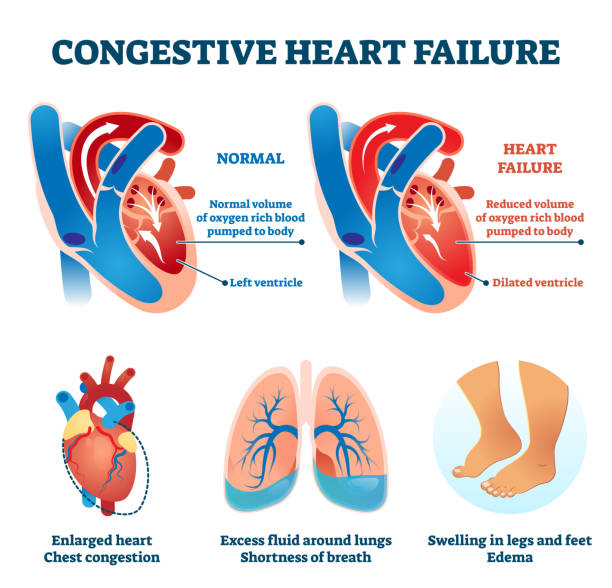 CONGESTIVE HEART FAILURE
NORMAL
Normal volume
of oxygen rich blood
pumped to body
Left ventricle
HEART
FAILURE
Reduced volume
of oxygen rich blood
pumped to body
Dilated ventricle
Enlarged heart
Chest congestion
Excess fluid around lungs
Shortness of breath
Swelling in legs and feet
Edema